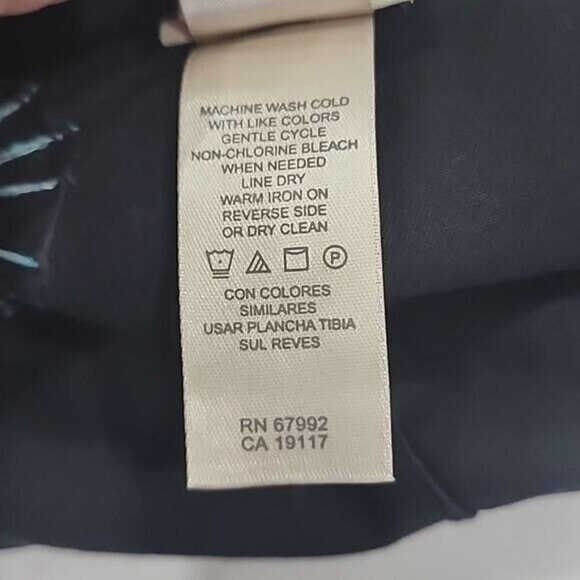 MACHINE WASH COLD
WITH LIKE COLORS
GENTLE CYCLE
NON-CHLORINE BLEACH
WHEN NEEDED
LINE DRY
WARM IRON ON
REVERSE SIDE
OR DRY CLEAN
P
CON COLORES
SIMILARES
USAR PLANCHA TIBIA
SUL REVES
RN 67992
CA 19117